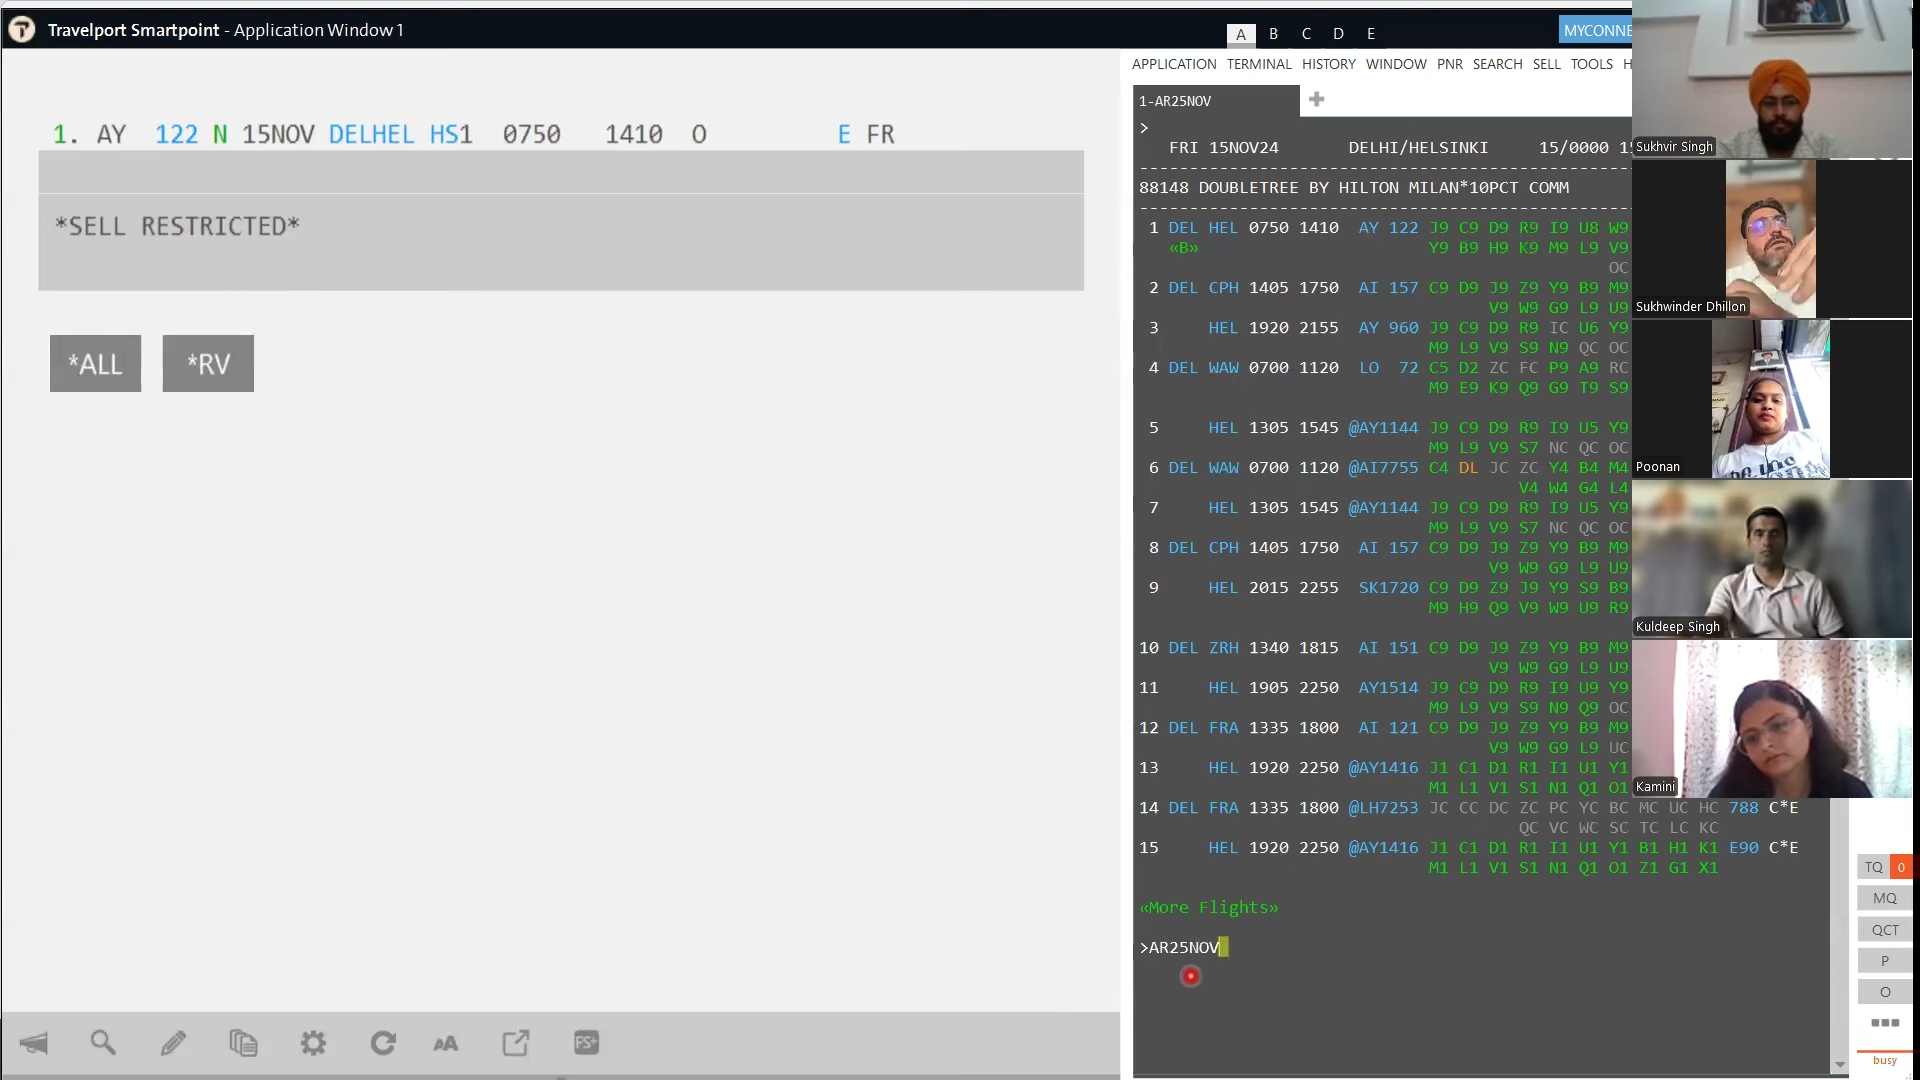 Travelport Smartpoint - Application Window 1
A B C D E
MYCONNE
APPLICATION TERMINAL HISTORY WINDOW PNR SEARCH SELL TOOLS H
1-AR25NOV
1. AY 122 N 15NOV DELHEL HS1 0750 1410 O E FR
*SELL RESTRICTED*
*ALL *RV
>
FRI 15NOV24 DELHI/HELSINKI 15/0000 15
88148 DOUBLETREE BY HILTON MILAN*10PCT COMM
1 DEL HEL 0750 1410 AY 122 J9 C9 D9 R9 I9 U8 W9
«B» Y9 B9 H9 K9 M9 L9 V9
OC
2 DEL CPH 1405 1750 AI 157 C9 D9 J9 Z9 Y9 B9 M9
V9 W9 G9 L9 U9
3 HEL 1920 2155 AY 960 J9 C9 D9 R9 IC U6 Y9
M9 L9 V9 S9 N9 QC OC
4 DEL WAW 0700 1120 LO 72 C5 D2 ZC FC P9 A9 RC
M9 E9 K9 Q9 G9 T9 S9
5 HEL 1305 1545 @AY1144 J9 C9 D9 R9 I9 U5 Y9
M9 L9 V9 S7 NC QC OC
6 DEL WAW 0700 1120 @AI7755 C4 DL JC ZC Y4 B4 M4
V4 W4 G4 L4
7 HEL 1305 1545 @AY1144 J9 C9 D9 R9 I9 U5 Y9
M9 L9 V9 S7 NC QC OC
8 DEL CPH 1405 1750 AI 157 C9 D9 J9 Z9 Y9 B9 M9
V9 W9 G9 L9 U9
9 HEL 2015 2255 SK1720 C9 D9 Z9 J9 Y9 S9 B9
M9 H9 Q9 V9 W9 U9 R9
10 DEL ZRH 1340 1815 AI 151 C9 D9 J9 Z9 Y9 B9 M9
V9 W9 G9 L9 U9
11 HEL 1905 2250 AY1514 J9 C9 D9 R9 I9 U9 Y9
M9 L9 V9 S9 N9 Q9 OC
12 DEL FRA 1335 1800 AI 121 C9 D9 J9 Z9 Y9 B9 M9
V9 W9 G9 L9 UC
13 HEL 1920 2250 @AY1416 J1 C1 D1 R1 I1 U1 Y1
M1 L1 V1 S1 N1 Q1 O1
14 DEL FRA 1335 1800 @LH7253 JC CC DC ZC PC YC BC MC UC HC 788 C*E
QC VC WC SC TC LC KC
15 HEL 1920 2250 @AY1416 J1 C1 D1 R1 I1 U1 Y1 B1 H1 K1 E90 C*E
M1 L1 V1 S1 N1 Q1 O1 Z1 G1 X1
«More Flights»
>AR25NOV
Sukhvir Singh
Sukhwinder Dhillon
Poonan
Kuldeep Singh
Kamini
TQ 0
MQ
QCT
P
O
busy
AA
FS+